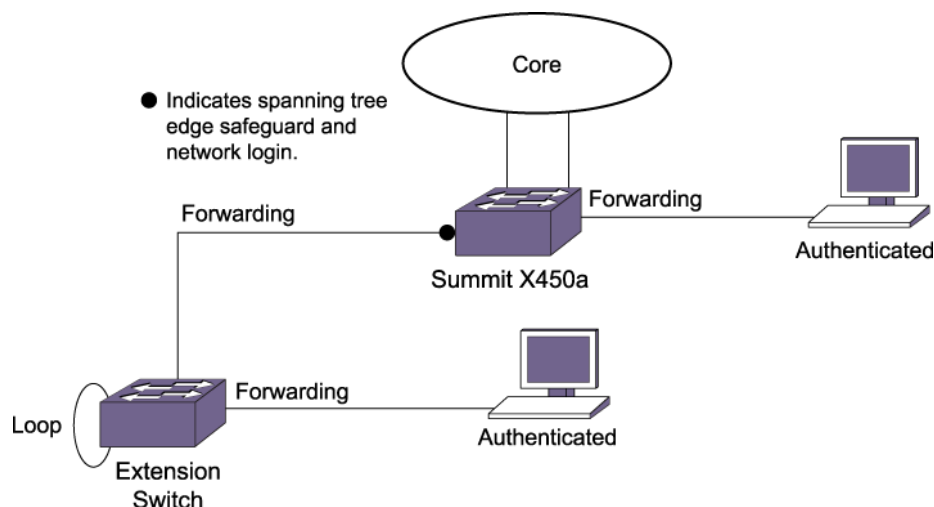 Core
Indicates spanning tree
edge safeguard and
network login.
Forwarding
Forwarding
Authenticated
Summit X450a
Forwarding
Authenticated
Loop
Extension
Switch